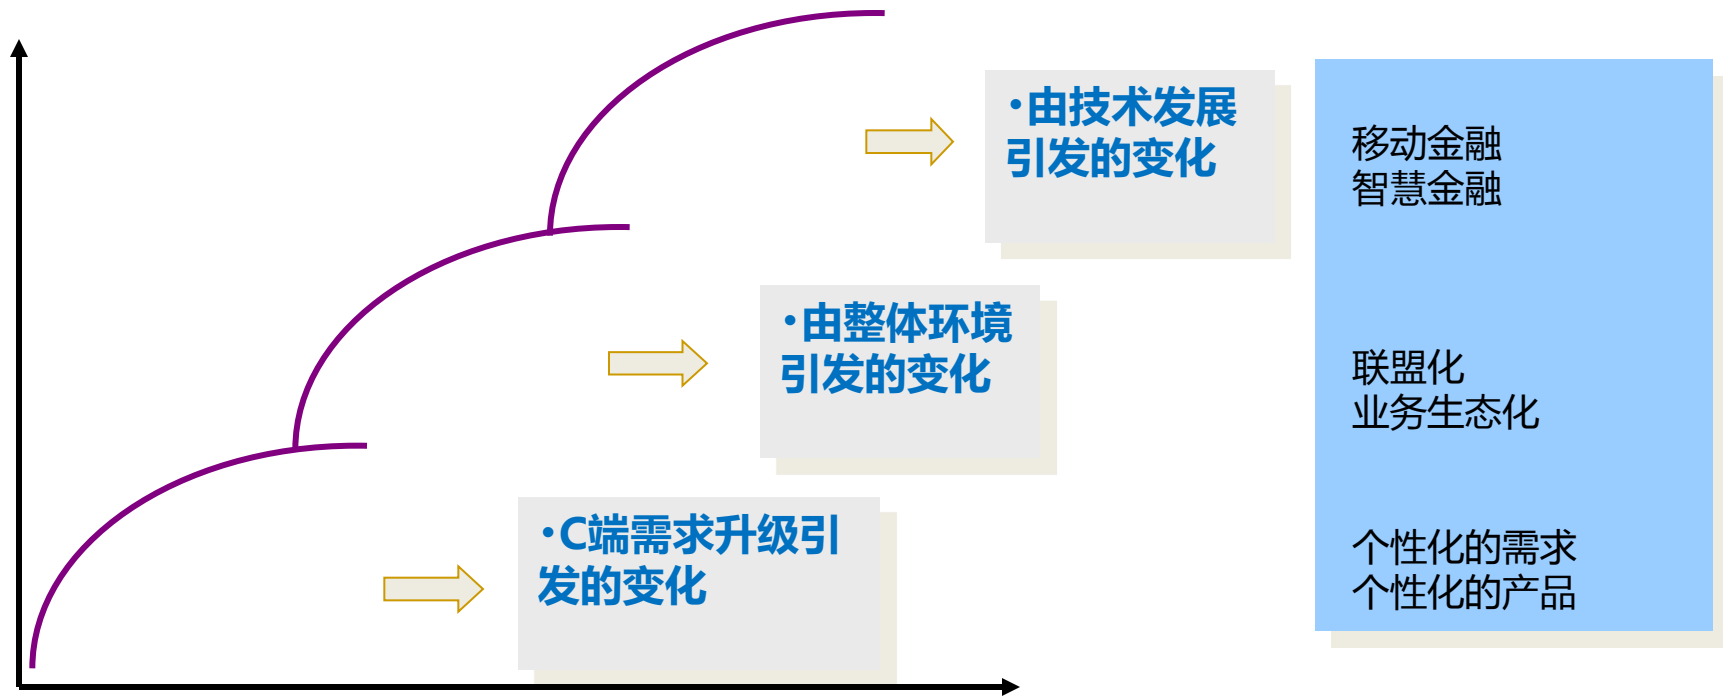 ·由技术发展
引发的变化
移动金融
智慧金融
·由整体环境
引发的变化
联盟化
业务生态化
·C端需求升级引
发的变化
个性化的需求
个性化的产品